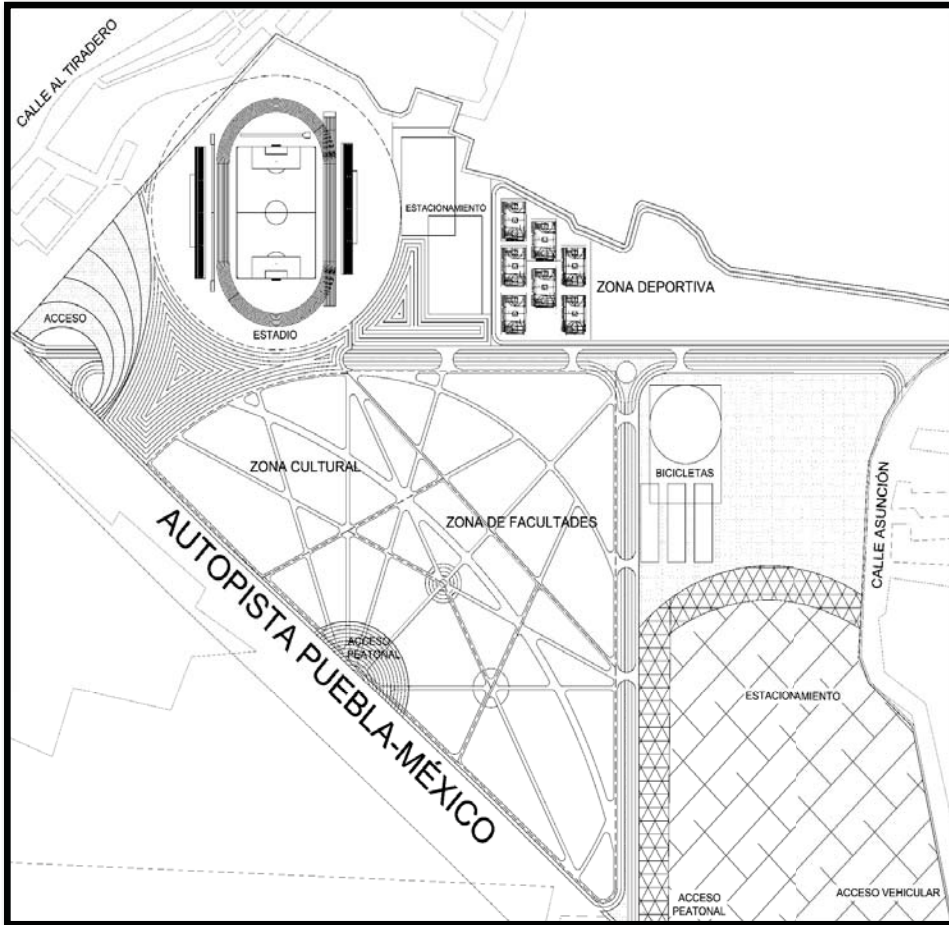 CALLE AL TIRADERO
ESTACIONAMIENTO
ZONA DEPORTIVA
ACCESO
ESTADIO
ZONA CULTURAL
BICICLETAS
ZONA DE FACULTADES
CALLE ASUNCIÓN
AUTOPISTA PUEBLA-MÉXICO
ACCESO
PEATONAL
ESTACIONAMIENTO
ACCESO
PEATONAL
ACCESO VEHICULAR